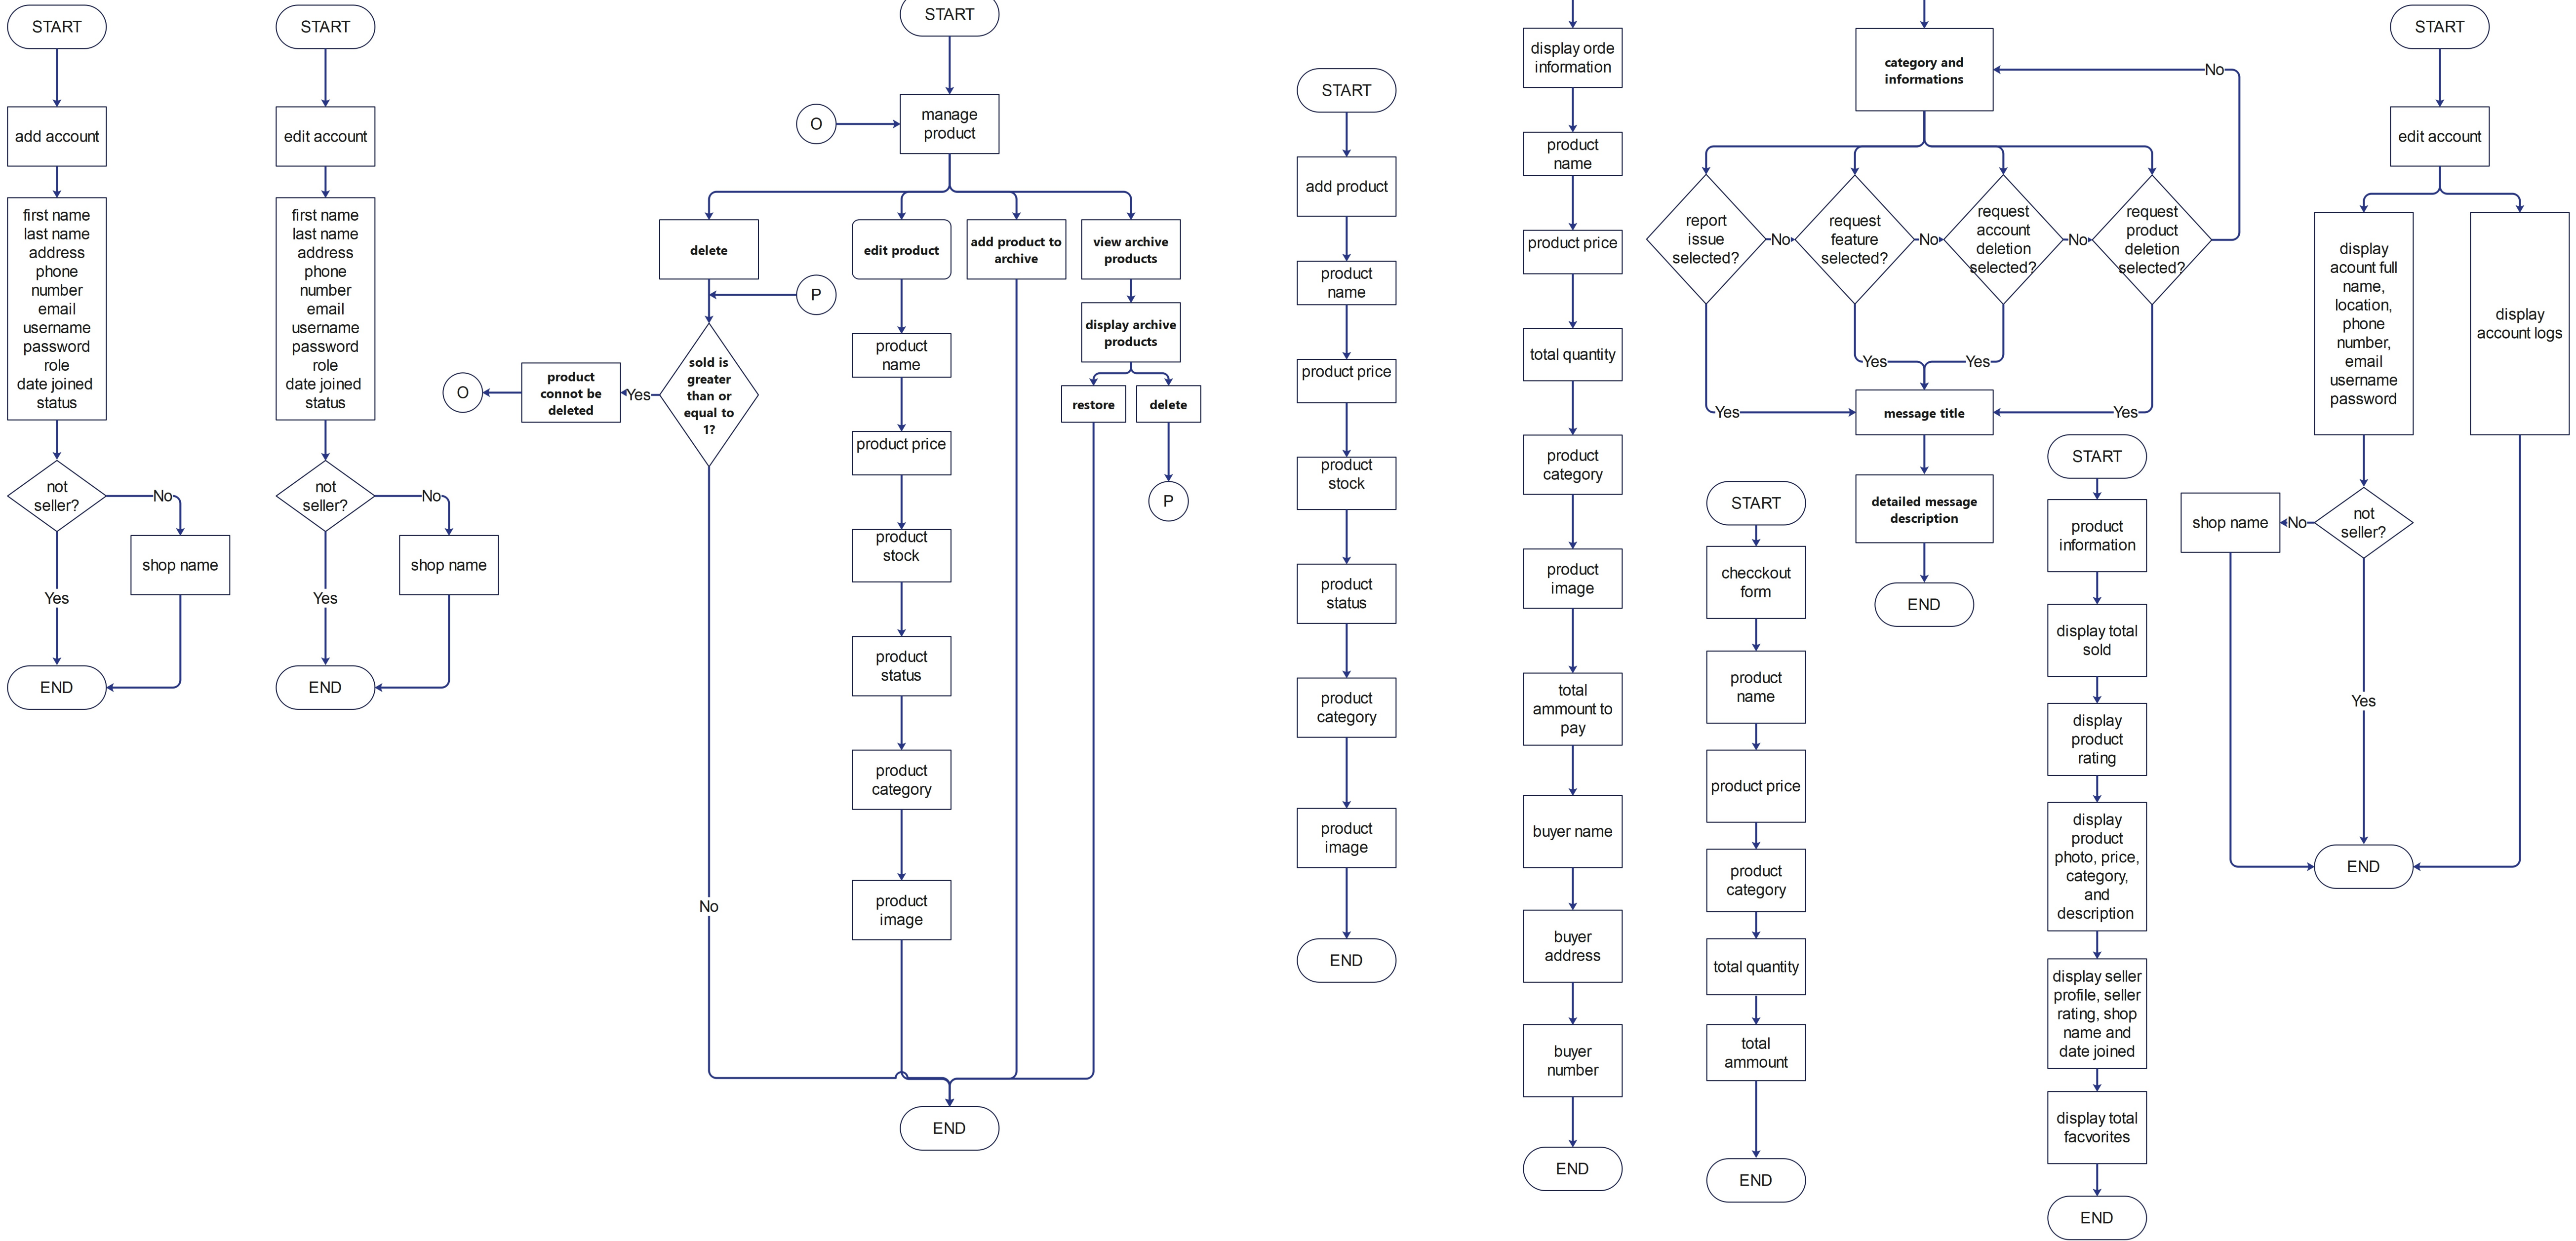 START
add account
first name
last name
address
phone
number
email
username
password
role
date joined
status
not
seller?
No
shop name
Yes
END
START
edit account
first name
last name
address
phone
number
email
username
password
role
date joined
status
not
seller?
No
shop name
Yes
END
START
O
manage
product
delete
edit product
add product to
archive
view archive
products
P
display archive
products
restore
delete
P
sold is
greater
than or
equal to
1?
Yes
product
connot be
deleted
O
No
product
name
product price
product
stock
product
status
product
category
product
image
END
START
add product
product
name
product price
product
stock
product
status
product
category
product
image
END
display orde
information
product
name
product price
total quantity
product
category
product
image
total
ammount to
pay
buyer name
buyer
address
buyer
number
END
category and
informations
No
report
issue
selected?
No
request
feature
selected?
No
request
account
deletion
selected?
No
request
product
deletion
selected?
Yes
Yes
Yes
Yes
message title
detailed message
description
END
START
checckout
form
product
name
product price
product
category
total quantity
total
ammount
END
START
product
information
display total
sold
display
product
rating
display
product
photo, price,
category,
and
description
display seller
profile, seller
rating, shop
name and
date joined
display total
facvorites
END
START
edit account
display
acount full
name,
location,
phone
number,
email
username
password
display
account logs
not
seller?
No
shop name
Yes
END